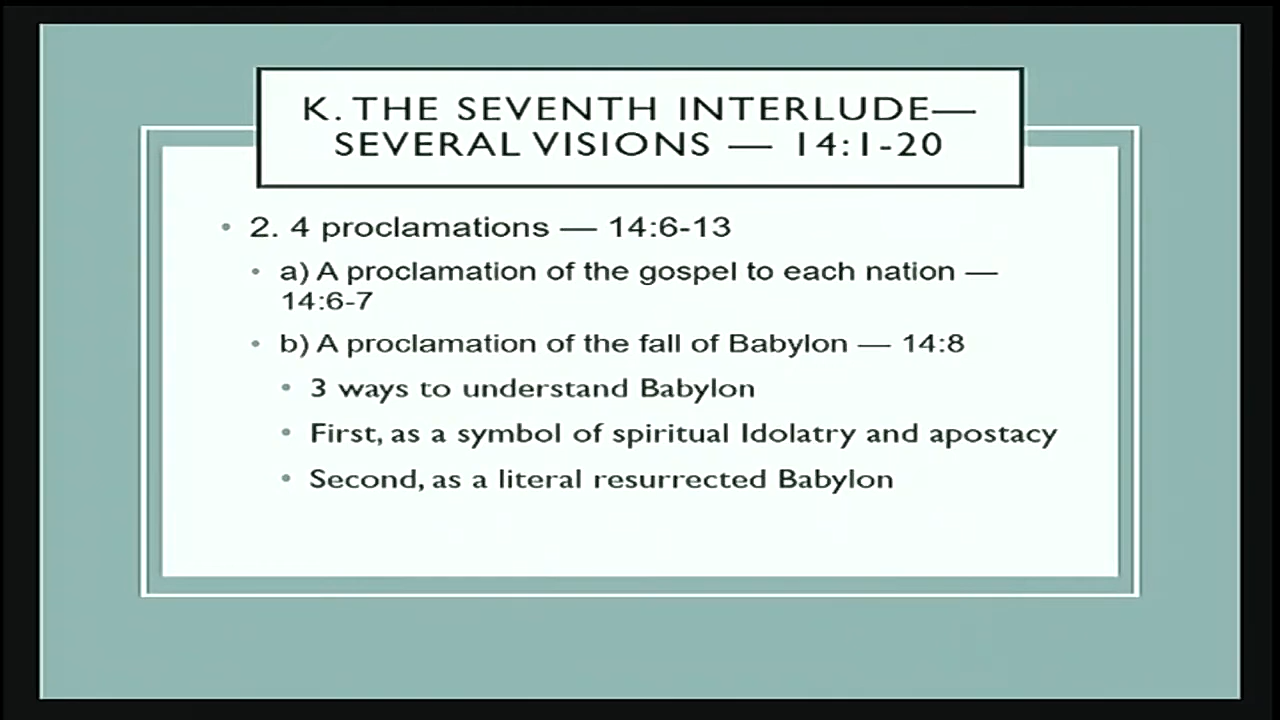 K. THE SEVENTH INTERLUDE—
SEVERAL VISIONS — 14:1-20
• 2. 4 proclamations — 14:6-13
• a) A proclamation of the gospel to each nation —
14:6-7
• b) A proclamation of the fall of Babylon — 14:8
• 3 ways to understand Babylon
• First, as a symbol of spiritual Idolatry and apostacy
• Second, as a literal resurrected Babylon